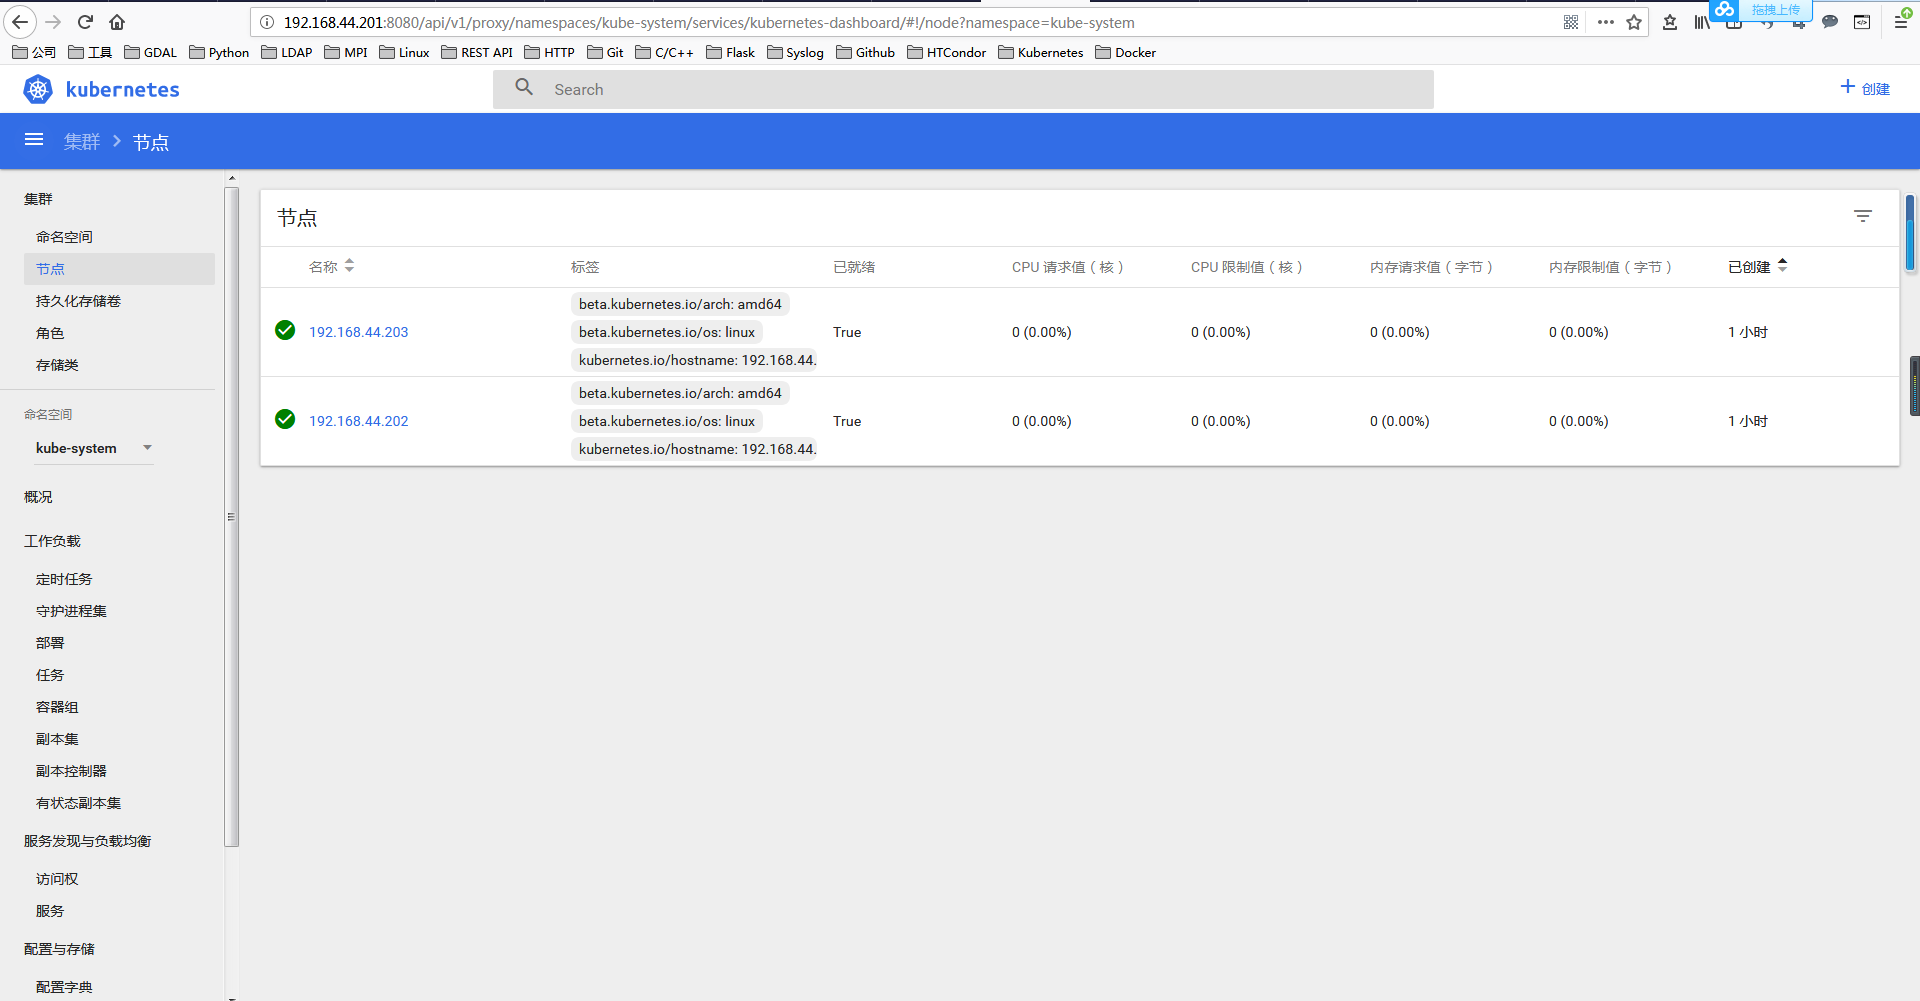 192.168.44.201:8080/api/v1/proxy/namespaces/kube-system/services/kubernetes-dashboard/#!/node?namespace=kube-system
拖拽上传
公司 工具 GDAL Python LDAP MPI Linux REST API HTTP Git C/C++ Flask Syslog Github HTCondor Kubernetes Docker
kubernetes
Search
创建
集群 节点
集群
命名空间
节点
持久化存储卷
角色
存储类
命名空间
kube-system
概况
工作负载
定时任务
守护进程集
部署
任务
容器组
副本集
副本控制器
有状态副本集
服务发现与负载均衡
访问权
服务
配置与存储
配置字典
节点
名称 标签 已就绪 CPU 请求值 ( 核 ) CPU 限制值 ( 核 ) 内存请求值 ( 字节 ) 内存限制值 ( 字节 ) 已创建
beta.kubernetes.io/arch: amd64
192.168.44.203 beta.kubernetes.io/os: linux True 0 (0.00%) 0 (0.00%) 0 (0.00%) 0 (0.00%) 1 小时
kubernetes.io/hostname: 192.168.44.
beta.kubernetes.io/arch: amd64
192.168.44.202 beta.kubernetes.io/os: linux True 0 (0.00%) 0 (0.00%) 0 (0.00%) 0 (0.00%) 1 小时
kubernetes.io/hostname: 192.168.44.